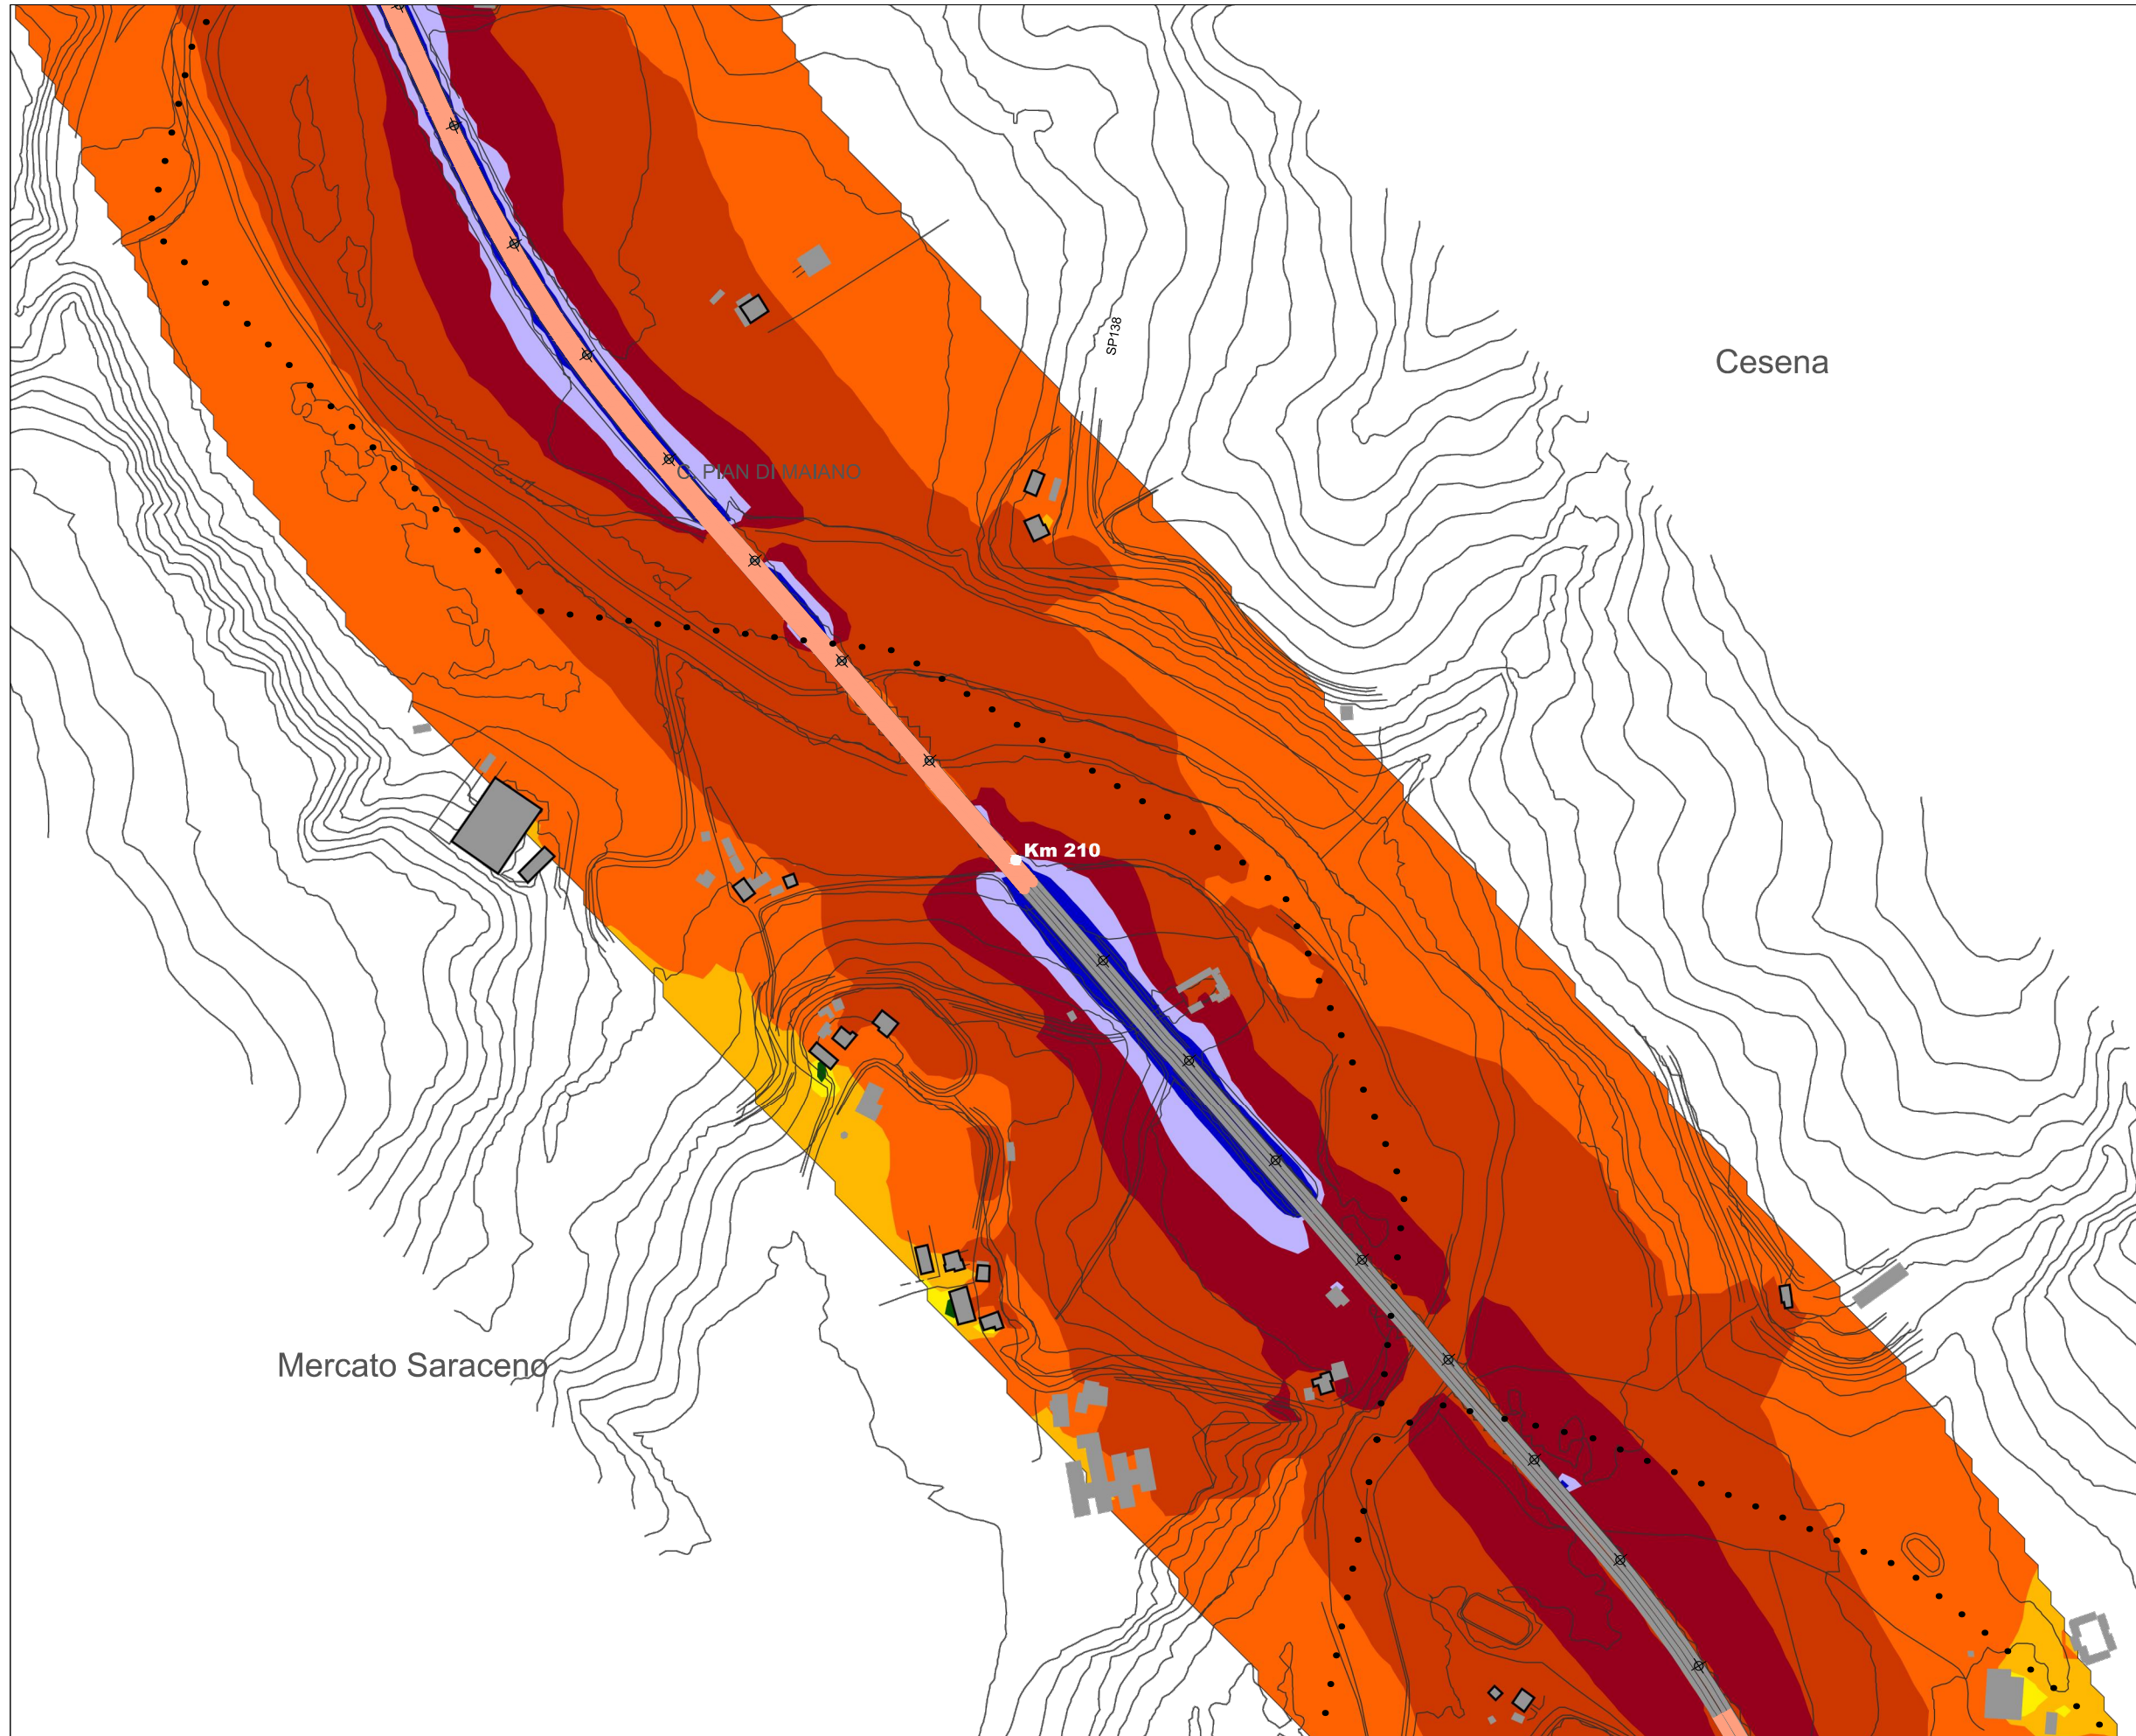 SP138
Cesena
C. PIAN DI MAIANO
Km 210
Mercato Saraceno